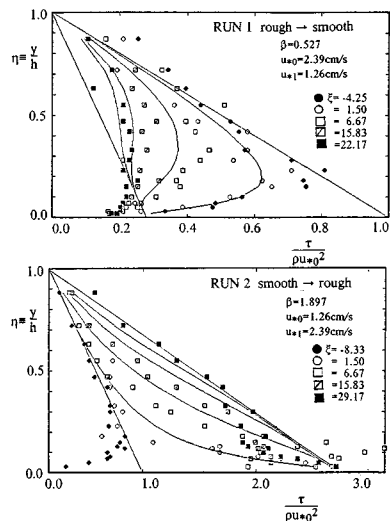 1.0
RUN 1 rough → smooth
η≡ y/h
β=0.527
u*0=2.39cm/s
u*1=1.26cm/s
ξ= -4.25
= 1.50
= 6.67
=15.83
=22.17
0.5
0.0
0.0 0.2 0.4 0.6 0.8 1.0
τ
ρu*0²
1.0
RUN 2 smooth → rough
η≡ y/h
β=1.897
u*0=1.26cm/s
u*1=2.39cm/s
ξ= -8.33
= 1.50
= 6.67
=15.83
=29.17
0.5
0.0
0.0 1.0 2.0 3.0
τ
ρu*0²